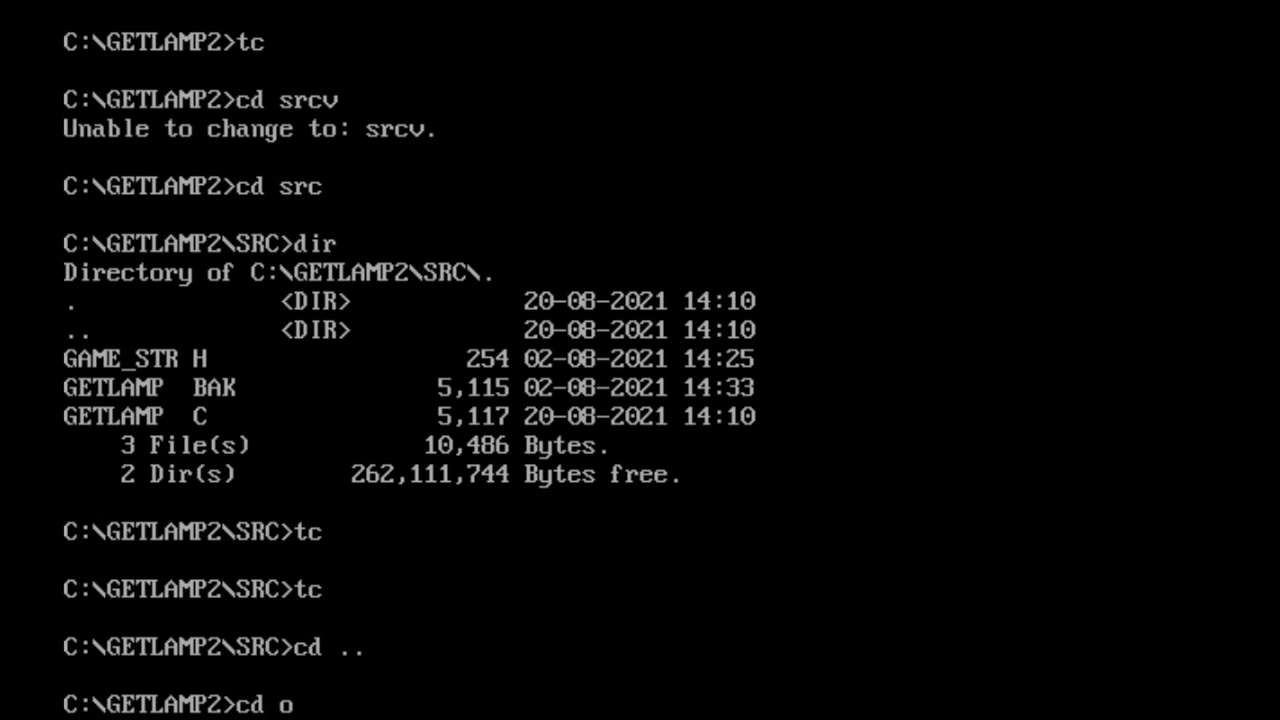 C:\GETLAMP2>tc
C:\GETLAMP2>cd srcv
Unable to change to: srcv.
C:\GETLAMP2>cd src
C:\GETLAMP2\SRC>dir
Directory of C:\GETLAMP2\SRC\.
. <DIR> 20-08-2021 14:10
.. <DIR> 20-08-2021 14:10
GAME_STR H 254 02-08-2021 14:25
GETLAMP BAK 5,115 02-08-2021 14:33
GETLAMP C 5,117 20-08-2021 14:10
3 File(s) 10,486 Bytes.
2 Dir(s) 262,111,744 Bytes free.
C:\GETLAMP2\SRC>tc
C:\GETLAMP2\SRC>tc
C:\GETLAMP2\SRC>cd ..
C:\GETLAMP2>cd o